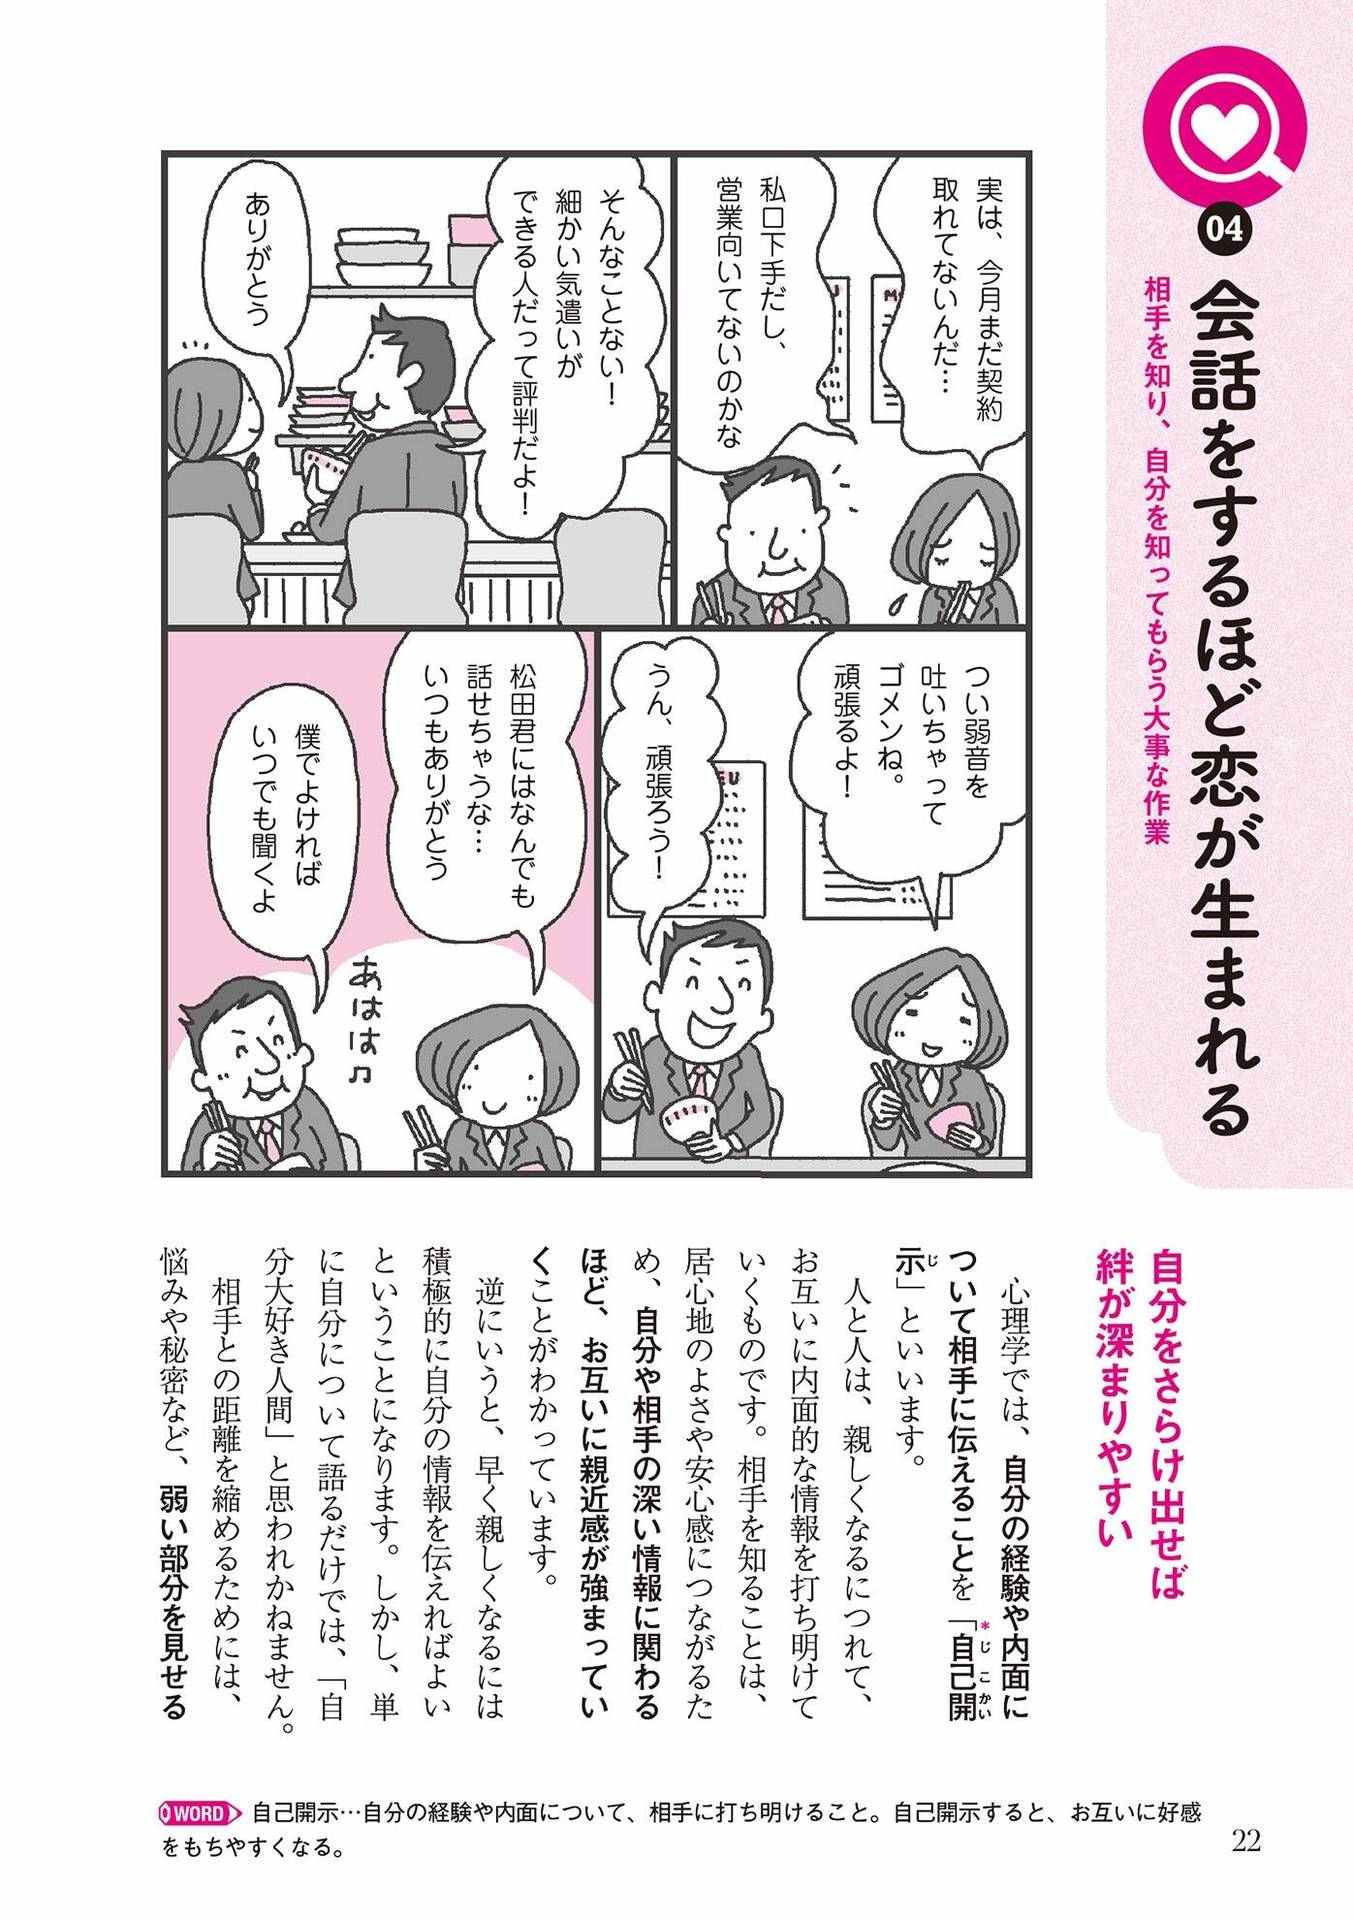 04
会話をするほど恋が生まれる
相手を知り、自分を知ってもらう大事な作業
実は、今月まだ契約
取れてないんだ…
私口下手だし、
営業向いてないのかな
そんなことない！
細かい気遣いが
できる人だって評判だよ！
ありがとう
つい弱音を
吐いちゃって
ゴメンね。
頑張るよ！
うん、頑張ろう！
松田君にはなんでも
話せちゃうな…
いつもありがとう
僕でよければ
いつでも聞くよ
あはは♫
自分をさらけ出せば
絆が深まりやすい
心理学では、自分の経験や内面に
ついて相手に伝えることを「＊自己開
じこかい
示」といいます。
じ
人と人は、親しくなるにつれて、
お互いに内面的な情報を打ち明けて
いくものです。相手を知ることは、
居心地のよさや安心感につながるた
め、自分や相手の深い情報に関わる
ほど、お互いに親近感が強まってい
くことがわかっています。
逆にいうと、早く親しくなるには
積極的に自分の情報を伝えればよい
ということになります。しかし、単
に自分について語るだけでは、「自
分大好き人間」と思われかねません。
相手との距離を縮めるためには、
悩みや秘密など、弱い部分を見せる
WORD 自己開示…自分の経験や内面について、相手に打ち明けること。自己開示すると、お互いに好感
をもちやすくなる。
22